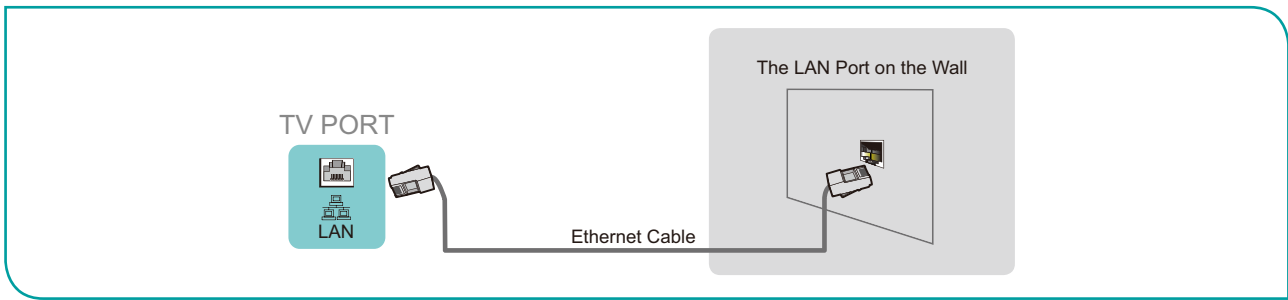 The LAN Port on the Wall
TV PORT
LAN
Ethernet Cable